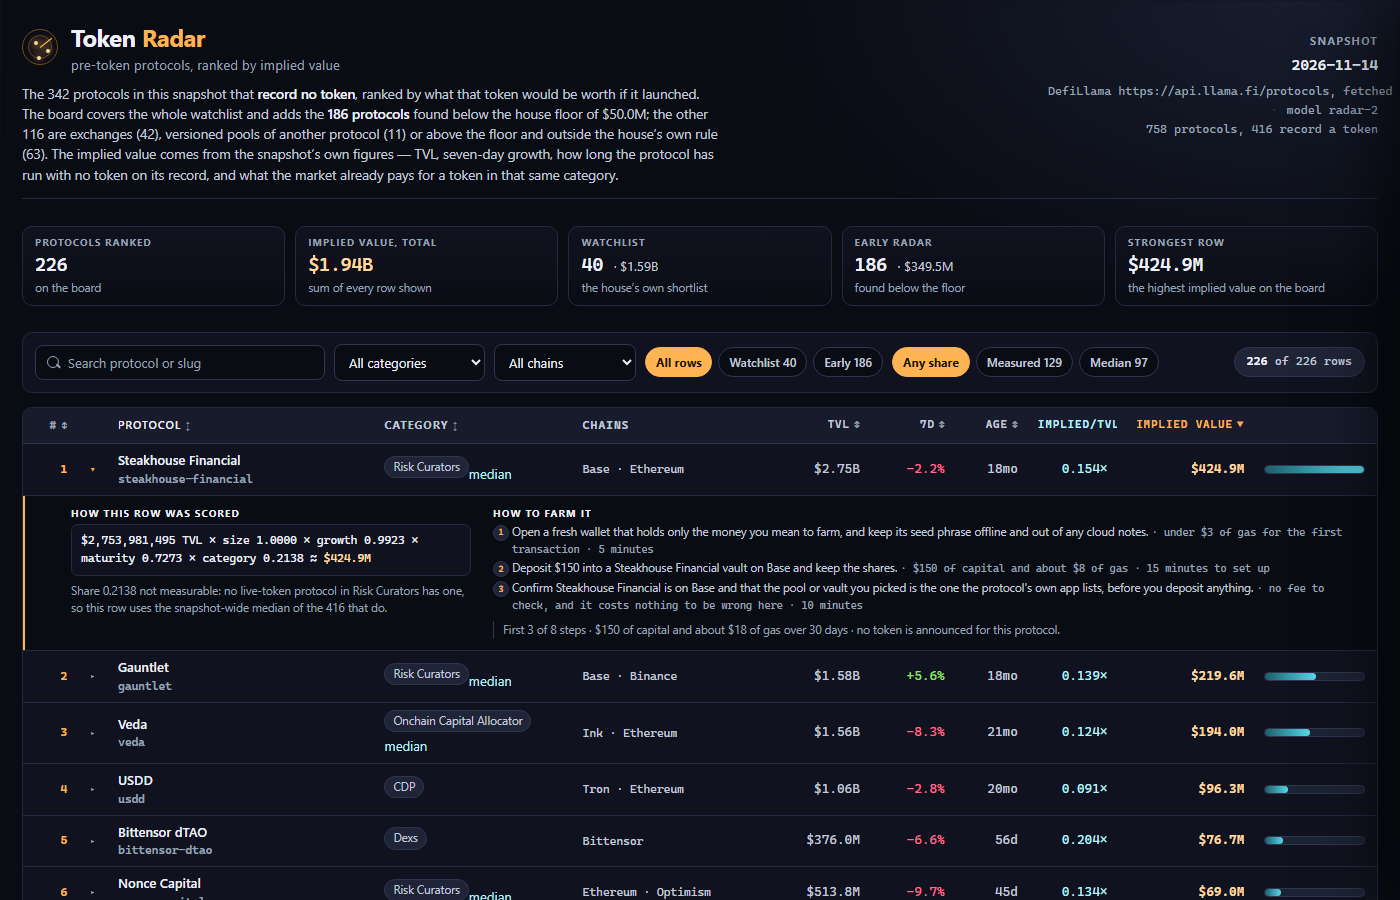 Token Radar
pre-token protocols, ranked by implied value
The 342 protocols in this snapshot that record no token, ranked by what that token would be worth if it launched.
The board covers the whole watchlist and adds the 186 protocols found below the house floor of $50.0M; the other
116 are exchanges (42), versioned pools of another protocol (11) or above the floor and outside the house's own rule
(63). The implied value comes from the snapshot's own figures — TVL, seven-day growth, how long the protocol has
run with no token on its record, and what the market already pays for a token in that same category.
SNAPSHOT
2026-11-14
DefiLlama https://api.llama.fi/protocols, fetched
· model radar-2
758 protocols, 416 record a token
PROTOCOLS RANKED
226
on the board
IMPLIED VALUE, TOTAL
$1.94B
sum of every row shown
WATCHLIST
40 · $1.59B
the house's own shortlist
EARLY RADAR
186 · $349.5M
found below the floor
STRONGEST ROW
$424.9M
the highest implied value on the board
Search protocol or slug
All categories
All chains
All rows
Watchlist 40
Early 186
Any share
Measured 129
Median 97
226 of 226 rows
# PROTOCOL CATEGORY CHAINS TVL 7D AGE IMPLIED/TVL IMPLIED VALUE
1 Steakhouse Financial Risk Curators median Base · Ethereum $2.75B −2.2% 18mo 0.154× $424.9M
steakhouse-financial
HOW THIS ROW WAS SCORED
$2,753,981,495 TVL × size 1.0000 × growth 0.9923 ×
maturity 0.7273 × category 0.2138 ≈ $424.9M
Share 0.2138 not measurable: no live-token protocol in Risk Curators has one,
so this row uses the snapshot-wide median of the 416 that do.
HOW TO FARM IT
1 Open a fresh wallet that holds only the money you mean to farm, and keep its seed phrase offline and out of any cloud notes. · under $3 of gas for the first
transaction · 5 minutes
2 Deposit $150 into a Steakhouse Financial vault on Base and keep the shares. · $150 of capital and about $8 of gas · 15 minutes to set up
3 Confirm Steakhouse Financial is on Base and that the pool or vault you picked is the one the protocol's own app lists, before you deposit anything. · no fee to
check, and it costs nothing to be wrong here · 10 minutes
First 3 of 8 steps · $150 of capital and about $18 of gas over 30 days · no token is announced for this protocol.
2 Gauntlet Risk Curators median Base · Binance $1.58B +5.6% 18mo 0.139× $219.6M
gauntlet
3 Veda Onchain Capital Allocator median Ink · Ethereum $1.56B −8.3% 21mo 0.124× $194.0M
veda
4 USDD CDP Tron · Ethereum $1.06B −2.8% 20mo 0.091× $96.3M
usdd
5 Bittensor dTAO Dexs Bittensor $376.0M −6.6% 56d 0.204× $76.7M
bittensor-dtao
6 Nonce Capital Risk Curators median Ethereum · Optimism $513.8M −9.7% 45d 0.134× $69.0M